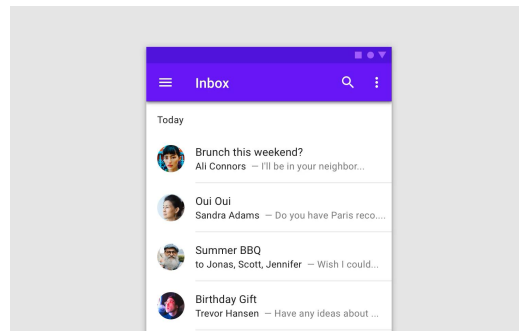 Inbox
Today
Brunch this weekend?
Ali Connors — I'll be in your neighbor...
Oui Oui
Sandra Adams — Do you have Paris reco....
Summer BBQ
to Jonas, Scott, Jennifer — Wish I could...
Birthday Gift
Trevor Hansen — Have any ideas about ...